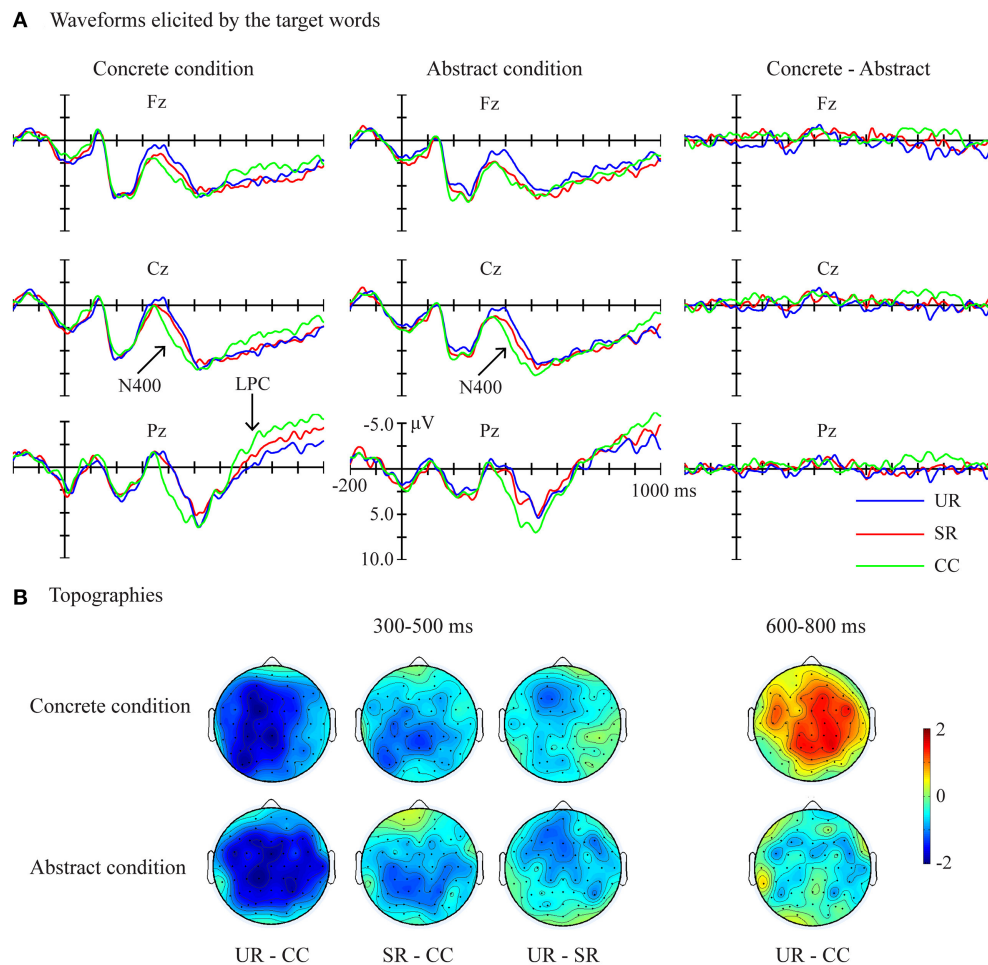 A Waveforms elicited by the target words
Concrete condition
Abstract condition
Concrete - Abstract
Fz
Fz
Fz
Cz
Cz
Cz
N400
N400
LPC
Pz
Pz
Pz
-5.0
μV
-200
1000 ms
5.0
10.0
UR
SR
CC
B Topographies
300-500 ms
600-800 ms
Concrete condition
2
0
-2
Abstract condition
UR - CC
SR - CC
UR - SR
UR - CC